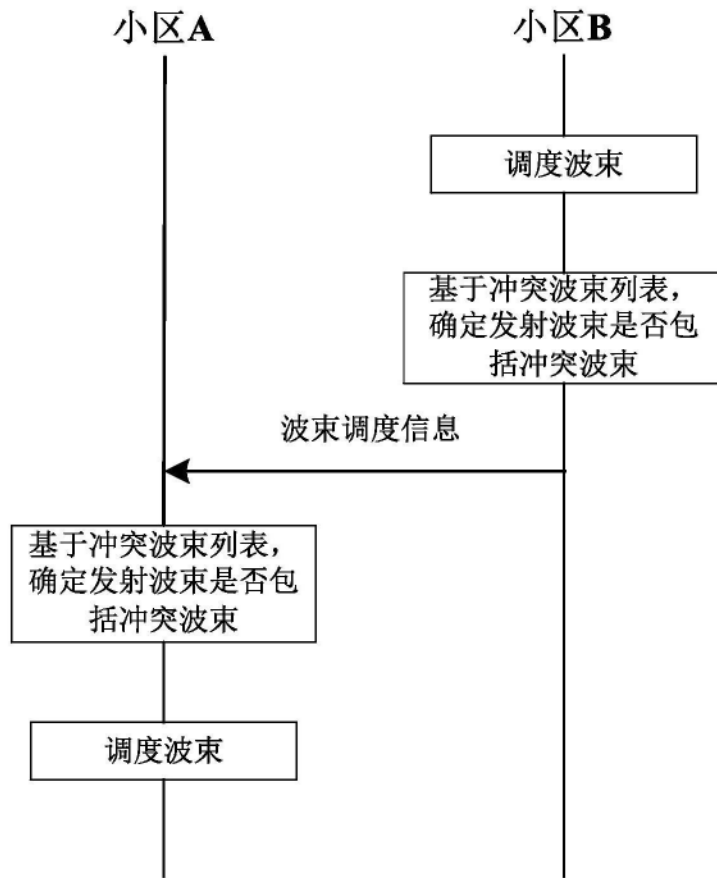 小区A
小区B
调度波束
基于冲突波束列表，
确定发射波束是否包
括冲突波束
波束调度信息
基于冲突波束列表，
确定发射波束是否包
括冲突波束
调度波束